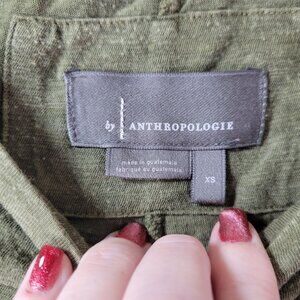 by ANTHROPOLOGIE
made in guatemala
fabriqué au guatemala
XS